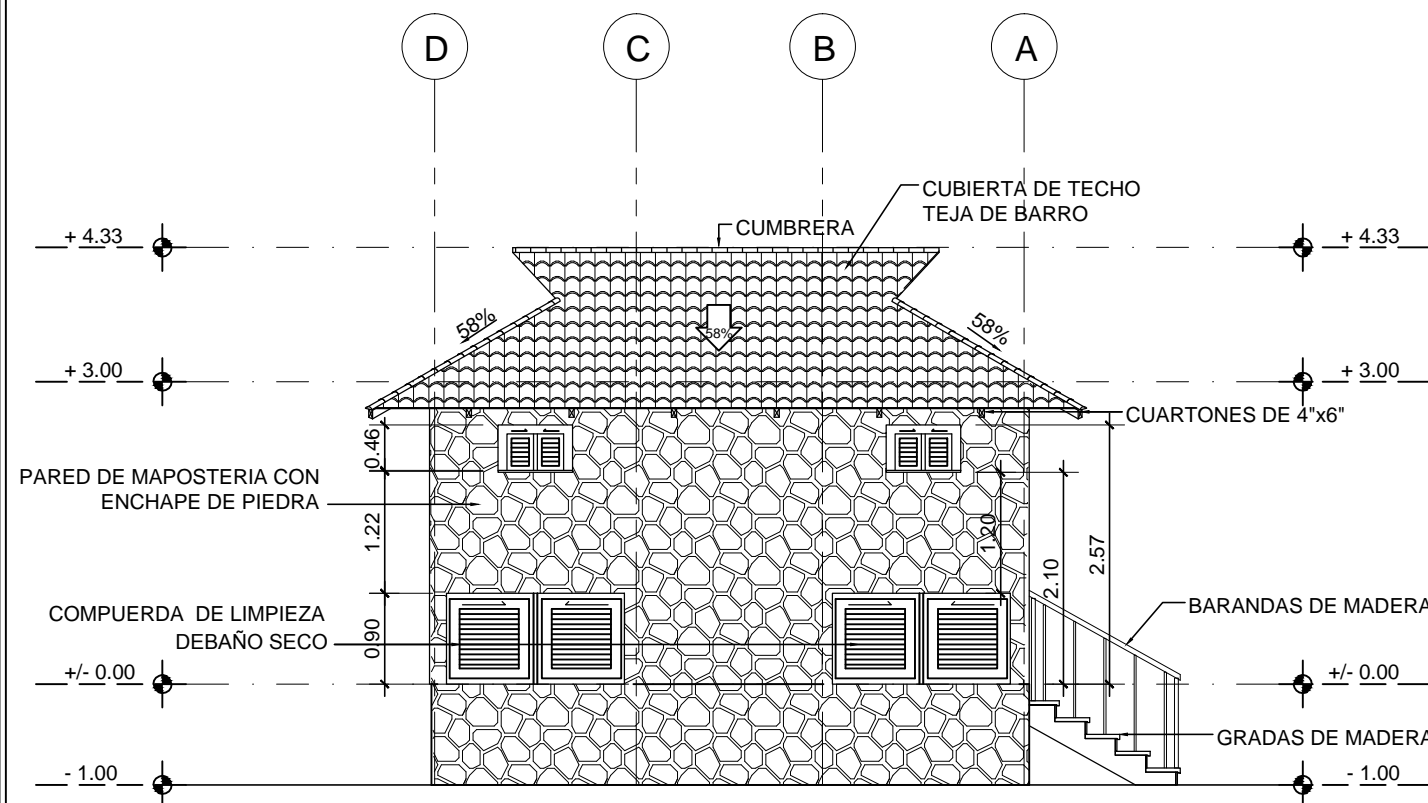 D
C
B
A
CUBIERTA DE TECHO
TEJA DE BARRO
CUMBRERA
+ 4.33
+ 4.33
58%
58%
58%
+ 3.00
+ 3.00
CUARTONES DE 4"x6"
0.46
PARED DE MAPOSTERIA CON
ENCHAPE DE PIEDRA
1.22
1.20
2.10
2.57
COMPUERDA DE LIMPIEZA
DEBAÑO SECO
0.90
BARANDAS DE MADERA
+/- 0.00
+/- 0.00
GRADAS DE MADERA
- 1.00
- 1.00